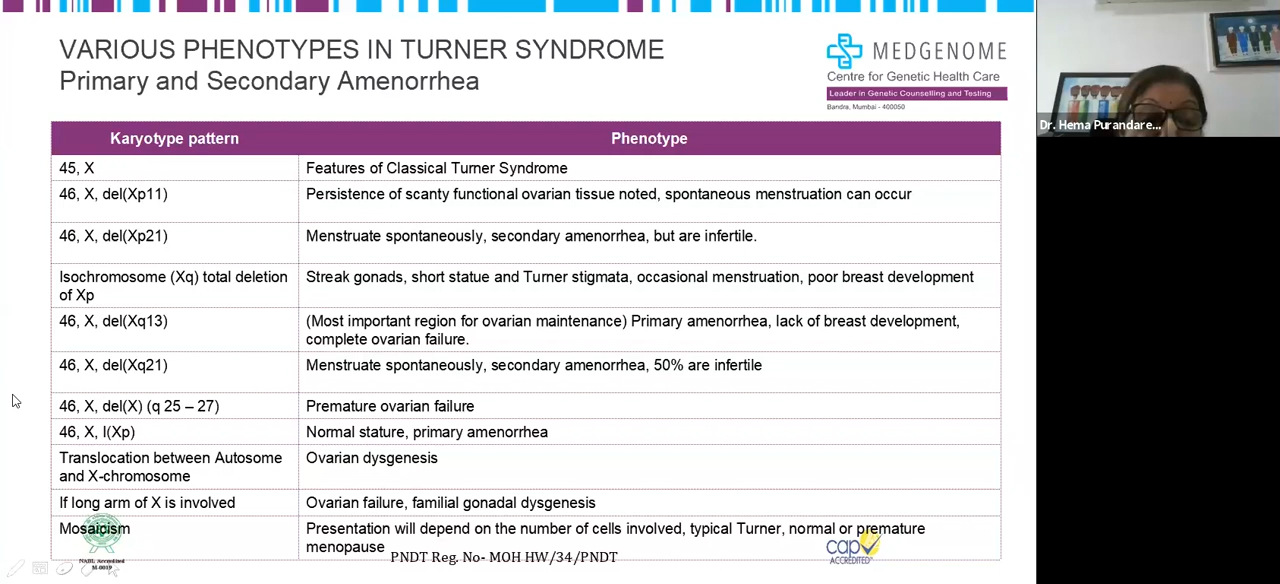 VARIOUS PHENOTYPES IN TURNER SYNDROME
Primary and Secondary Amenorrhea
MEDGENOME
Centre for Genetic Health Care
Leader in Genetic Counselling and Testing
Bandra, Mumbai - 400050
Dr. Hema Purandare...
Karyotype pattern Phenotype
45, X Features of Classical Turner Syndrome
46, X, del(Xp11) Persistence of scanty functional ovarian tissue noted, spontaneous menstruation can occur
46, X, del(Xp21) Menstruate spontaneously, secondary amenorrhea, but are infertile.
Isochromosome (Xq) total deletion Streak gonads, short statue and Turner stigmata, occasional menstruation, poor breast development
of Xp
46, X, del(Xq13) (Most important region for ovarian maintenance) Primary amenorrhea, lack of breast development,
complete ovarian failure.
46, X, del(Xq21) Menstruate spontaneously, secondary amenorrhea, 50% are infertile
46, X, del(X) (q 25 – 27) Premature ovarian failure
46, X, I(Xp) Normal stature, primary amenorrhea
Translocation between Autosome Ovarian dysgenesis
and X-chromosome
If long arm of X is involved Ovarian failure, familial gonadal dysgenesis
Mosaicism Presentation will depend on the number of cells involved, typical Turner, normal or premature
menopause
PNDT Reg. No- MOH HW/34/PNDT
NABL Accredited
M-0019
CAP
ACCREDITED